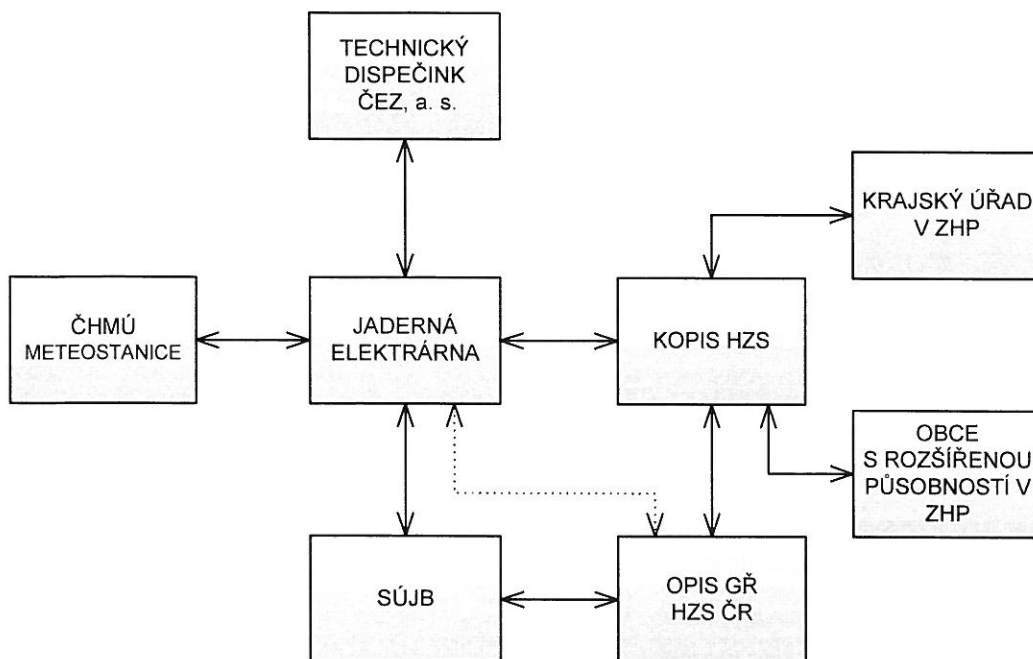 TECHNICKÝ
DISPEČINK
ČEZ, a. s.
KRAJSKÝ ÚŘAD
V ZHP
ČHMÚ
METEOSTANICE
JADERNÁ
ELEKTRÁRNA
KOPIS HZS
OBCE
S ROZŠÍŘENOU
PŮSOBNOSTÍ V
ZHP
SÚJB
OPIS GŘ
HZS ČR